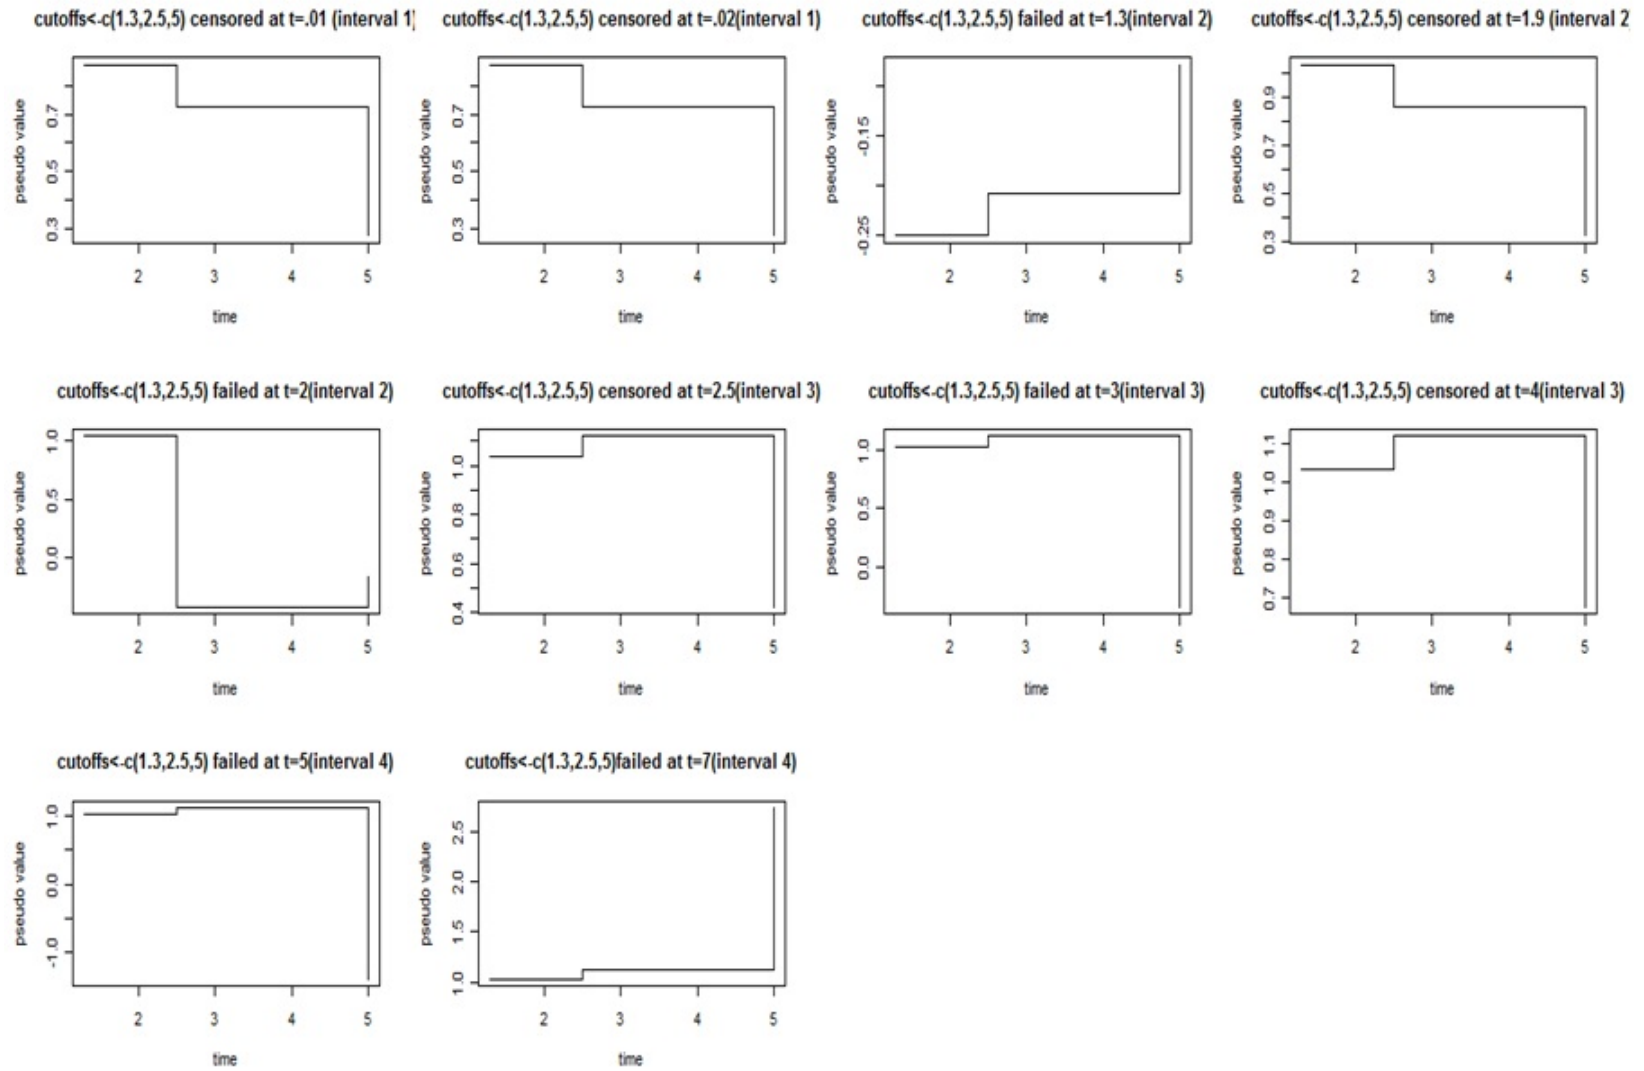 cutoffs<-c(1.3,2.5,5) censored at t=.01 (interval 1)
pseudo value
0.3 0.5 0.7
2 3 4 5
time
cutoffs<-c(1.3,2.5,5) censored at t=.02(interval 1)
pseudo value
0.3 0.5 0.7
2 3 4 5
time
cutoffs<-c(1.3,2.5,5) failed at t=1.3(interval 2)
pseudo value
-0.25 -0.15
2 3 4 5
time
cutoffs<-c(1.3,2.5,5) censored at t=1.9 (interval 2
pseudo value
0.3 0.5 0.7 0.9
2 3 4 5
time
cutoffs<-c(1.3,2.5,5) failed at t=2(interval 2)
pseudo value
0.0 0.5 1.0
2 3 4 5
time
cutoffs<-c(1.3,2.5,5) censored at t=2.5(interval 3)
pseudo value
0.4 0.6 0.8 1.0
2 3 4 5
time
cutoffs<-c(1.3,2.5,5) failed at t=3(interval 3)
pseudo value
0.0 0.5 1.0
2 3 4 5
time
cutoffs<-c(1.3,2.5,5) censored at t=4(interval 3)
pseudo value
0.7 0.8 0.9 1.0 1.1
2 3 4 5
time
cutoffs<-c(1.3,2.5,5) failed at t=5(interval 4)
pseudo value
-1.0 0.0 1.0
2 3 4 5
time
cutoffs<-c(1.3,2.5,5)failed at t=7(interval 4)
pseudo value
1.0 1.5 2.0 2.5
2 3 4 5
time